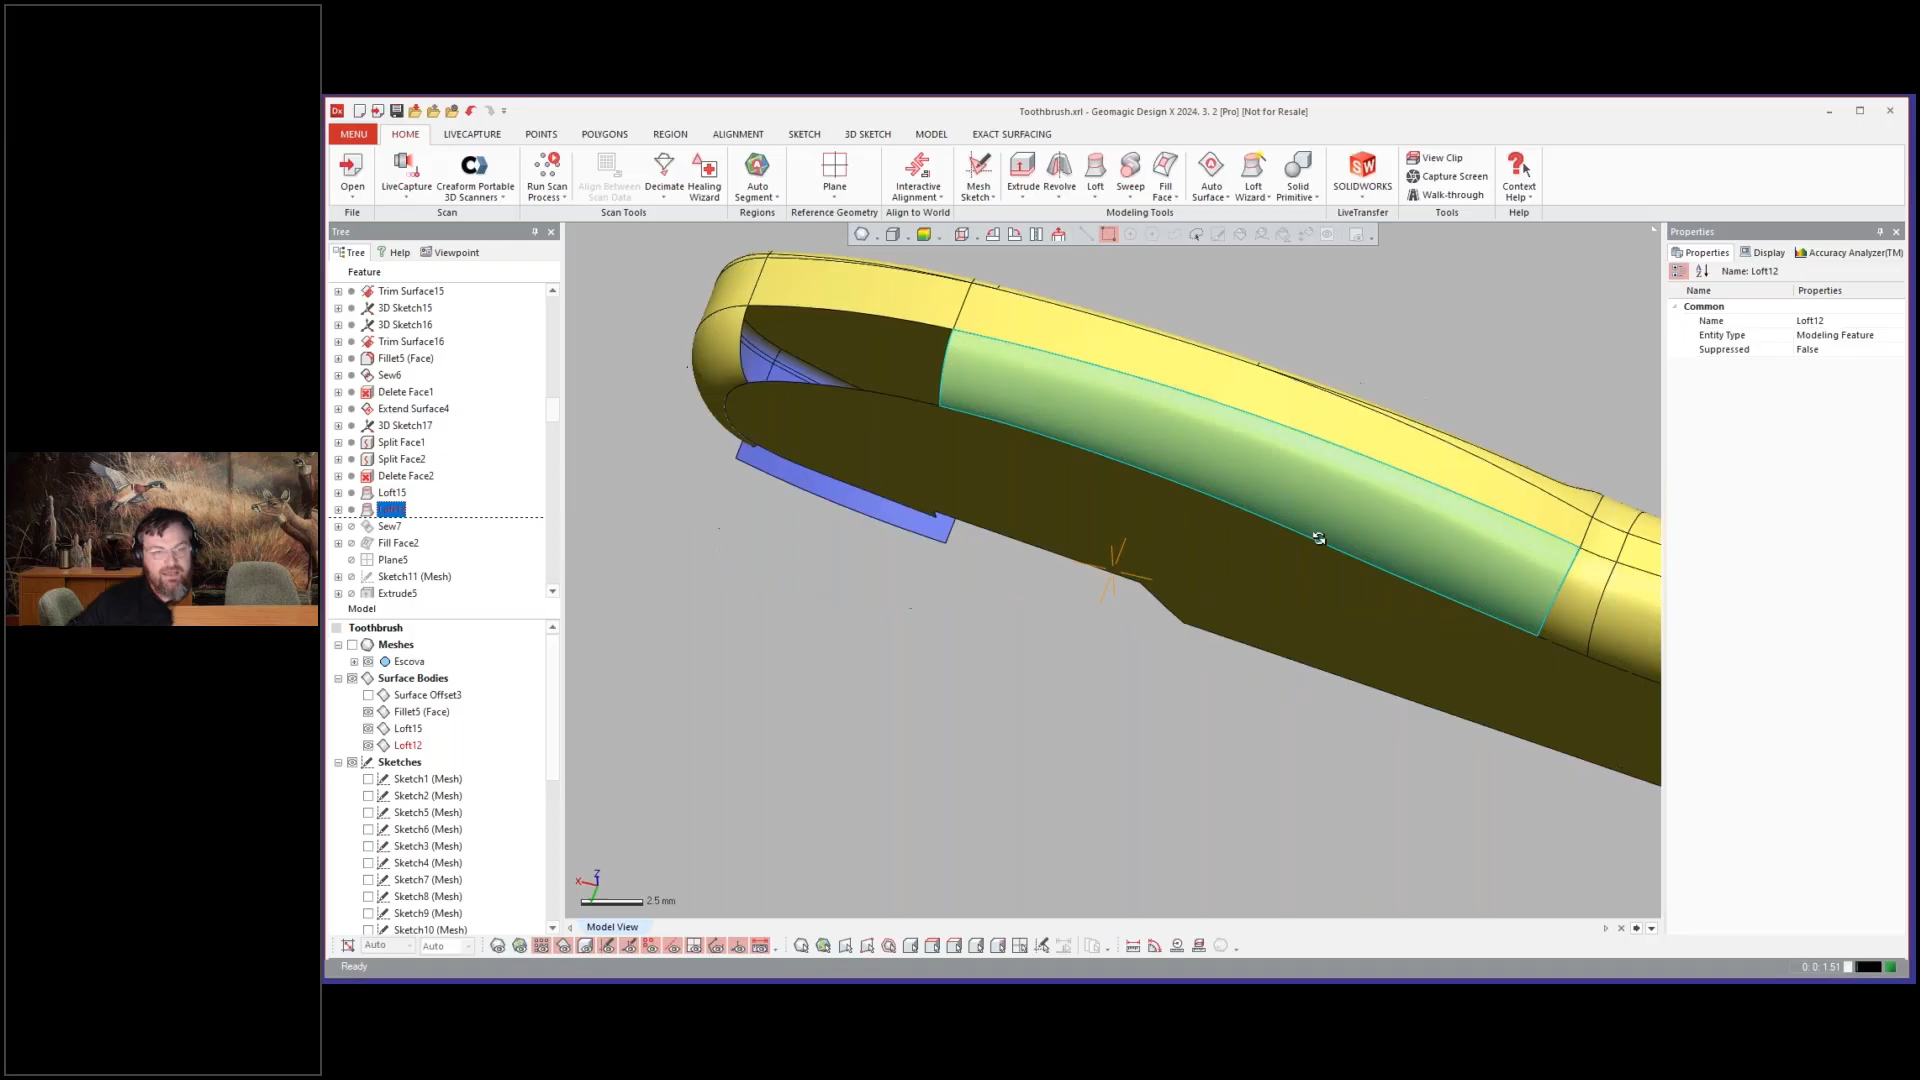 Toothbrush.xrl - Geomagic Design X 2024. 3. 2 [Pro] [Not for Resale]
MENU HOME LIVECAPTURE POINTS POLYGONS REGION ALIGNMENT SKETCH 3D SKETCH MODEL EXACT SURFACING
Open LiveCapture Creaform Portable 3D Scanners Run Scan Process Align Between Scan Data Decimate Healing Wizard Auto Segment Plane Interactive Alignment Mesh Sketch Extrude Revolve Loft Sweep Fill Face Auto Surface Loft Wizard Solid Primitive SOLIDWORKS View Clip Capture Screen Walk-through Context Help
File Scan Scan Tools Regions Reference Geometry Align to World Modeling Tools LiveTransfer Tools Help
Tree
Tree Help Viewpoint
Feature
Trim Surface15
3D Sketch15
3D Sketch16
Trim Surface16
Fillet5 (Face)
Sew6
Delete Face1
Extend Surface4
3D Sketch17
Split Face1
Split Face2
Delete Face2
Loft15
Loft12
Sew7
Fill Face2
Plane5
Sketch11 (Mesh)
Extrude5
Model
Toothbrush
Meshes
Escova
Surface Bodies
Surface Offset3
Fillet5 (Face)
Loft15
Loft12
Sketches
Sketch1 (Mesh)
Sketch2 (Mesh)
Sketch5 (Mesh)
Sketch6 (Mesh)
Sketch3 (Mesh)
Sketch4 (Mesh)
Sketch7 (Mesh)
Sketch8 (Mesh)
Sketch9 (Mesh)
Sketch10 (Mesh)
X Z
2.5 mm
Model View
Properties
Properties Display Accuracy Analyzer(TM)
Name: Loft12
Name Properties
Common
Name Loft12
Entity Type Modeling Feature
Suppressed False
Auto Auto
Ready
0: 0: 1.51